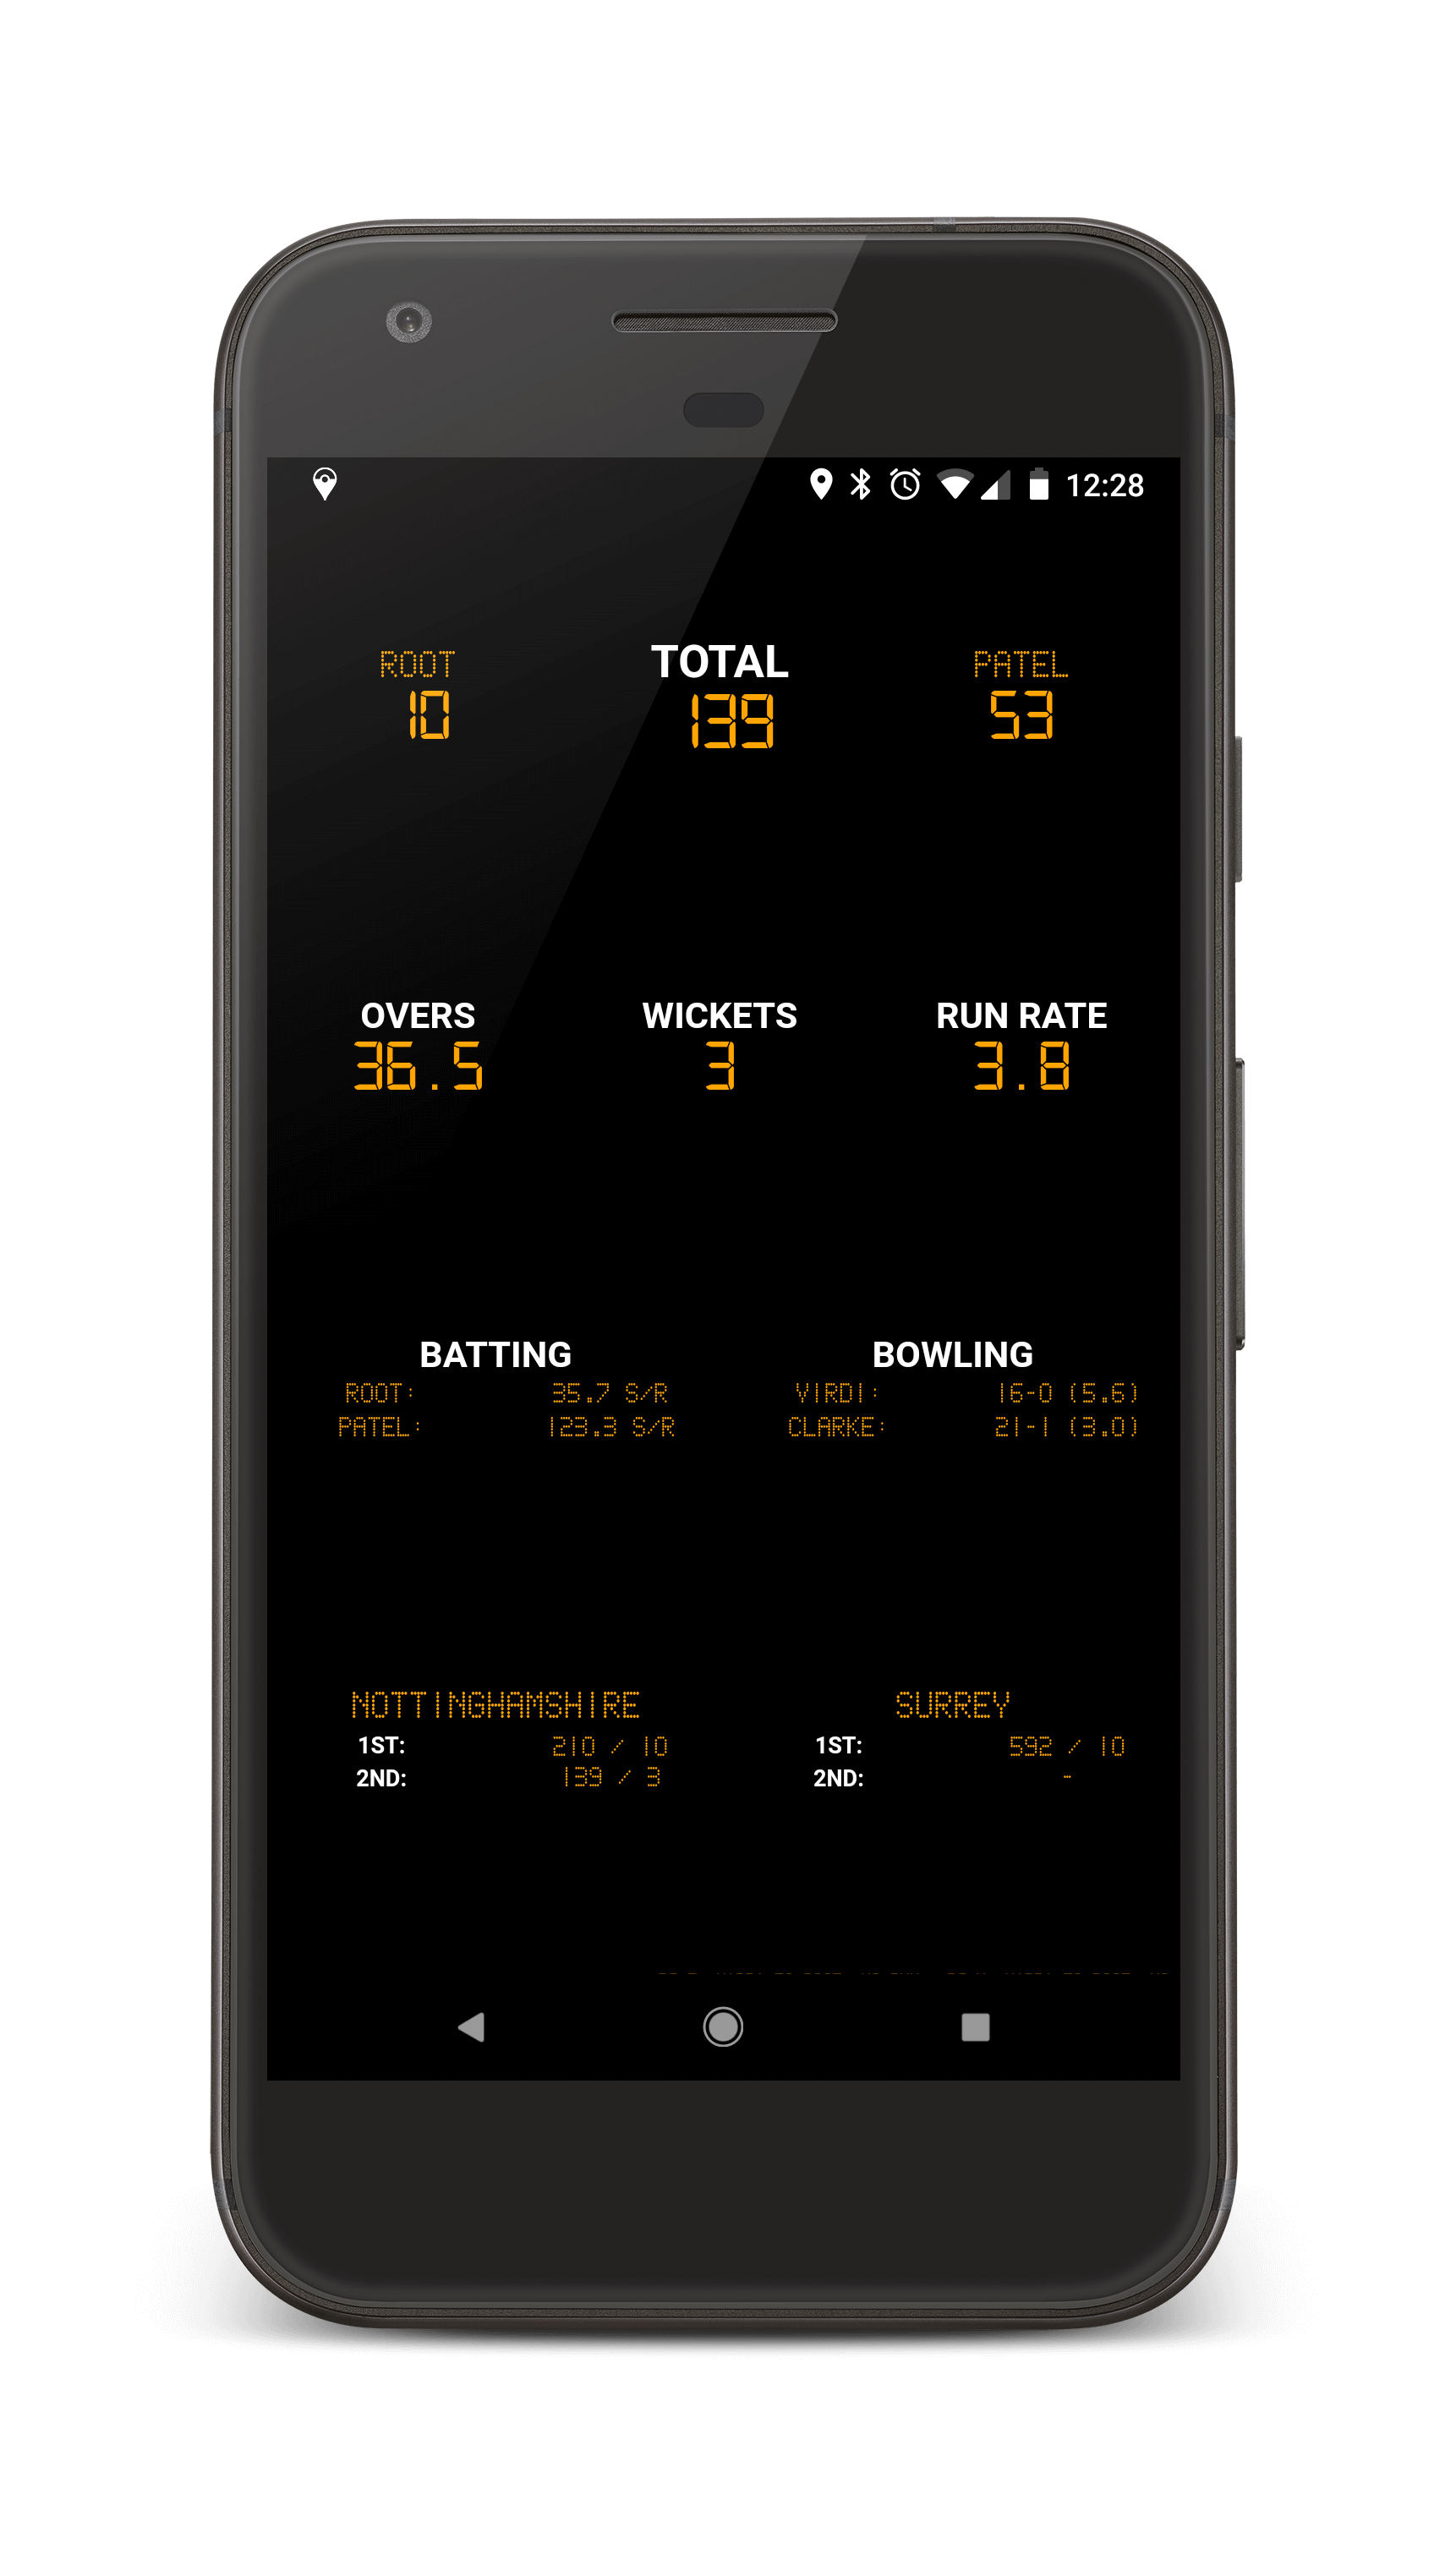 12:28
ROOT TOTAL PATEL
10 139 53
OVERS WICKETS RUN RATE
36.5 3 3.8
BATTING BOWLING
ROOT: 35.7 S/R VIRDI: 16-0 (5.6)
PATEL: 123.3 S/R CLARKE: 21-1 (3.0)
NOTTINGHAMSHIRE SURREY
1ST: 210 / 10 1ST: 592 / 10
2ND: 139 / 3 2ND: -